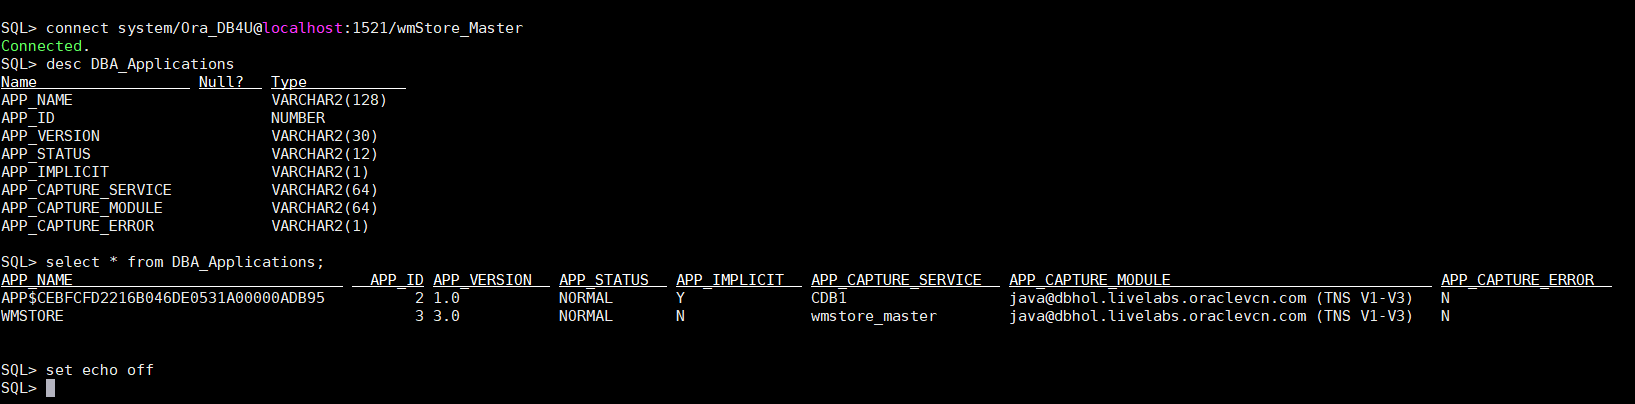 SQL> connect system/Ora_DB4U@localhost:1521/wmStore_Master
Connected.
SQL> desc DBA_Applications
Name Null? Type
APP_NAME VARCHAR2(128)
APP_ID NUMBER
APP_VERSION VARCHAR2(30)
APP_STATUS VARCHAR2(12)
APP_IMPLICIT VARCHAR2(1)
APP_CAPTURE_SERVICE VARCHAR2(64)
APP_CAPTURE_MODULE VARCHAR2(64)
APP_CAPTURE_ERROR VARCHAR2(1)
SQL> select * from DBA_Applications;
APP_NAME APP_ID APP_VERSION APP_STATUS APP_IMPLICIT APP_CAPTURE_SERVICE APP_CAPTURE_MODULE APP_CAPTURE_ERROR
APP$CEBFCFD2216B046DE0531A00000ADB95 2 1.0 NORMAL Y CDB1 java@dbhol.livelabs.oraclevcn.com (TNS V1-V3) N
WMSTORE 3 3.0 NORMAL N wmstore_master java@dbhol.livelabs.oraclevcn.com (TNS V1-V3) N
SQL> set echo off
SQL>